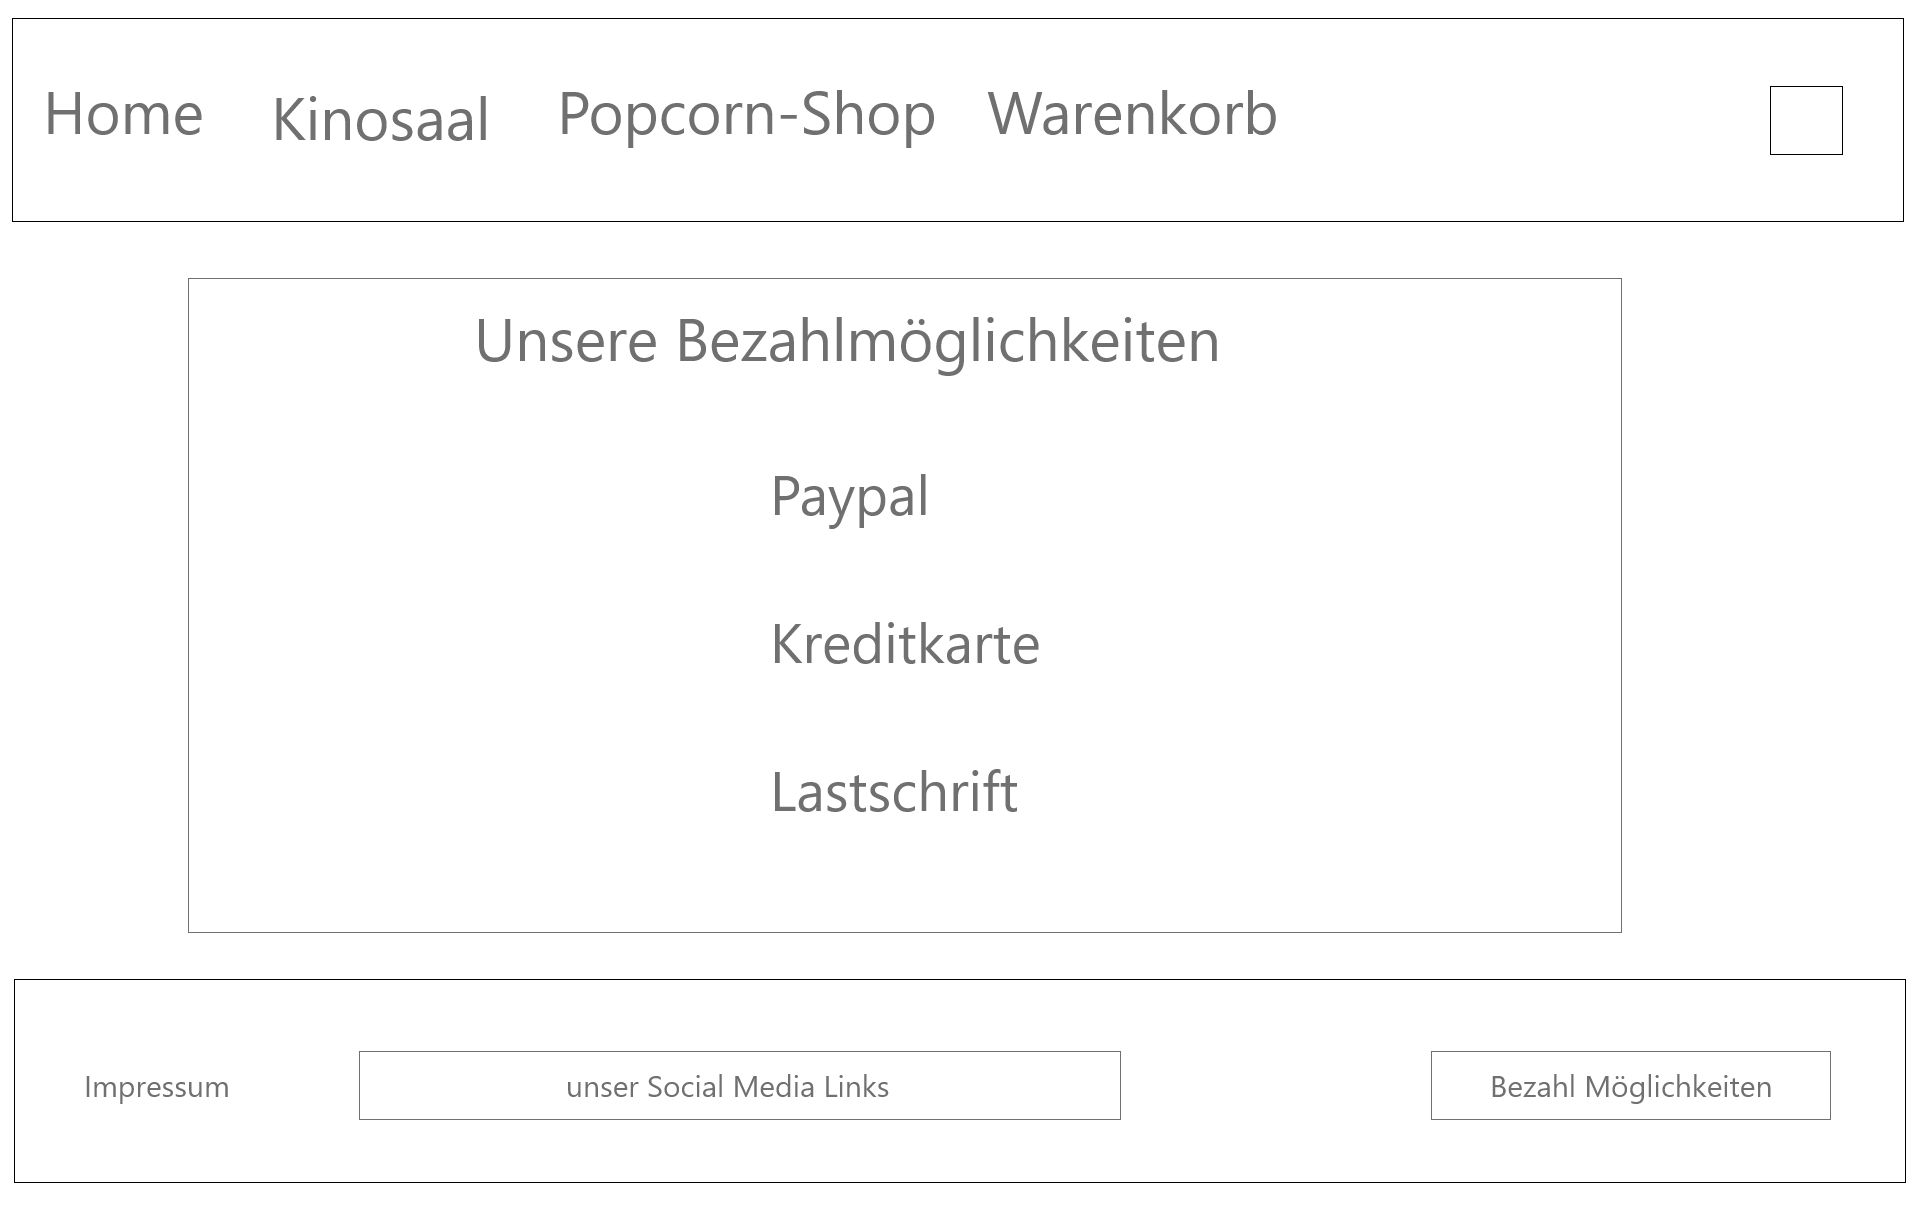 Home Kinosaal Popcorn-Shop Warenkorb
Unsere Bezahlmöglichkeiten
Paypal
Kreditkarte
Lastschrift
Impressum unser Social Media Links Bezahl Möglichkeiten